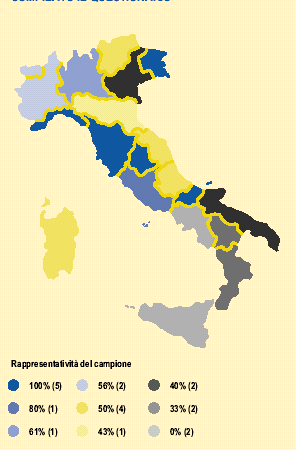 Rappresentatività del campione
100% (5) 56% (2) 40% (2)
80% (1) 50% (4) 33% (2)
61% (1) 43% (1) 0% (2)